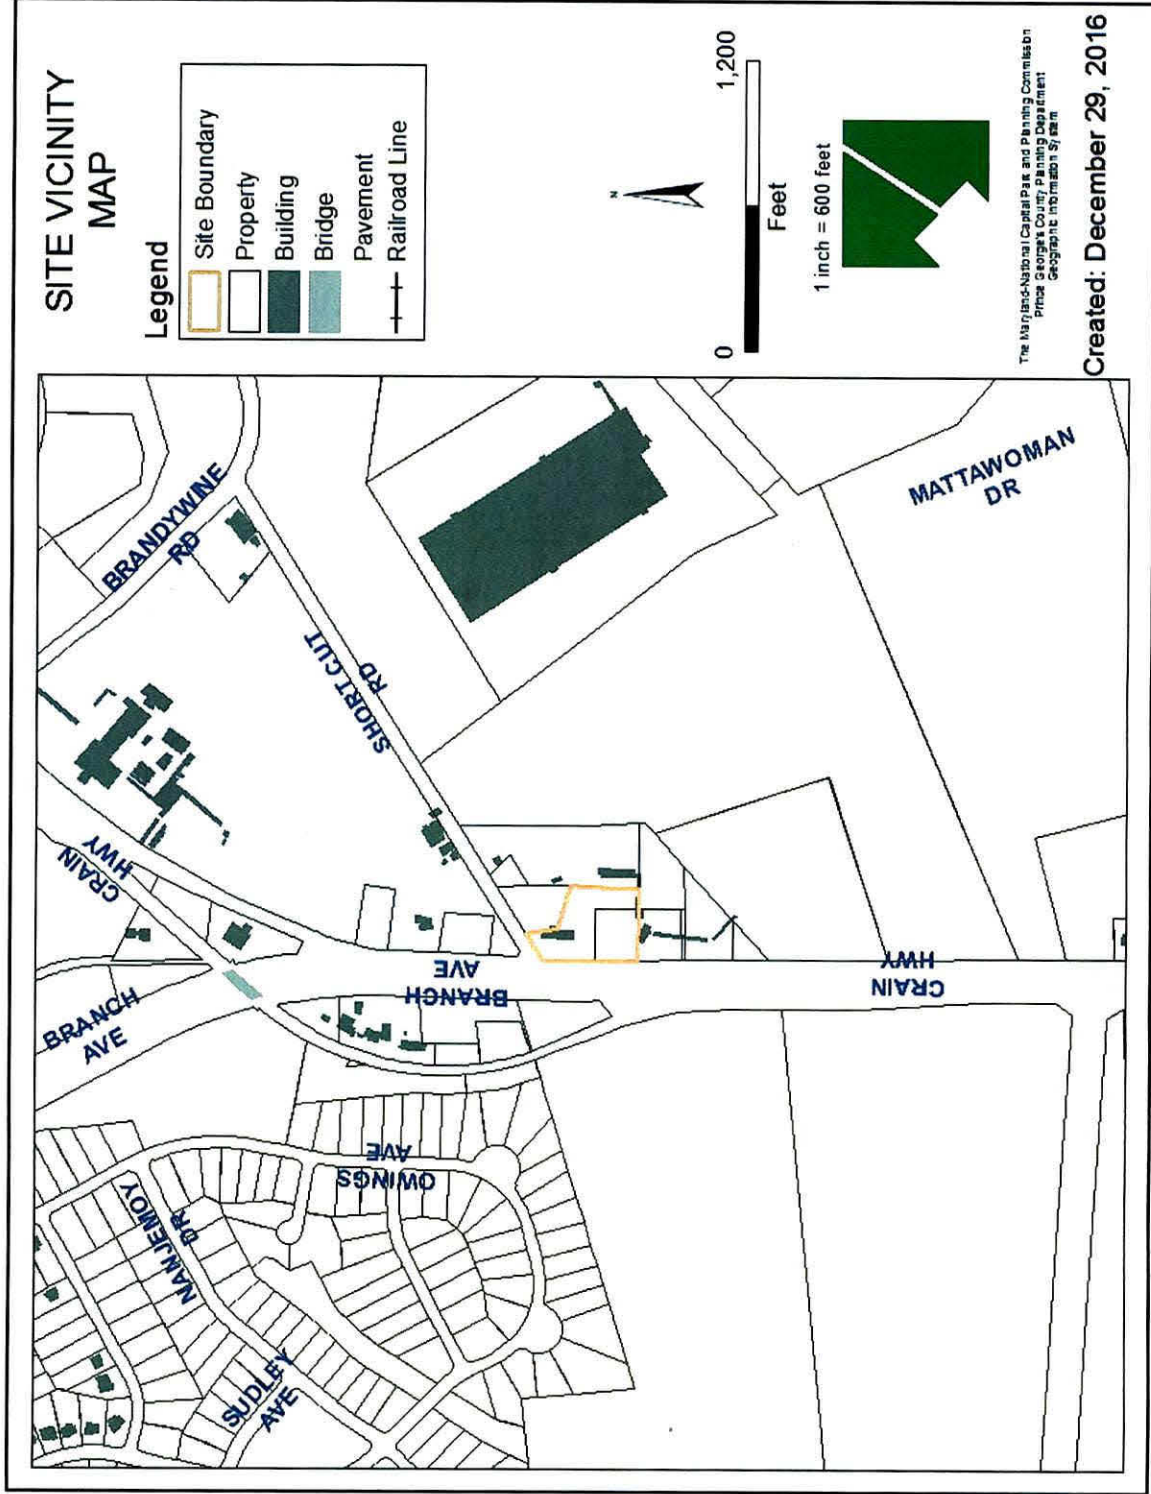 SITE VICINITY
MAP
Legend
Site Boundary
Property
Building
Bridge
Pavement
Railroad Line
N
0
1,200
Feet
1 inch = 600 feet
The Maryland-National Capital Park and Planning Commission
Prince George's County Planning Department
Geographic Information System
Created: December 29, 2016
BRANDYWINE
RD
SHORT CUT
RD
MATTAWOMAN
DR
CRAIN
HWY
BRANCH
AVE
BRANCH
AVE
CRAIN
HWY
OWINGS
AVE
NANJEMOY
DR
SUDLEY
AVE